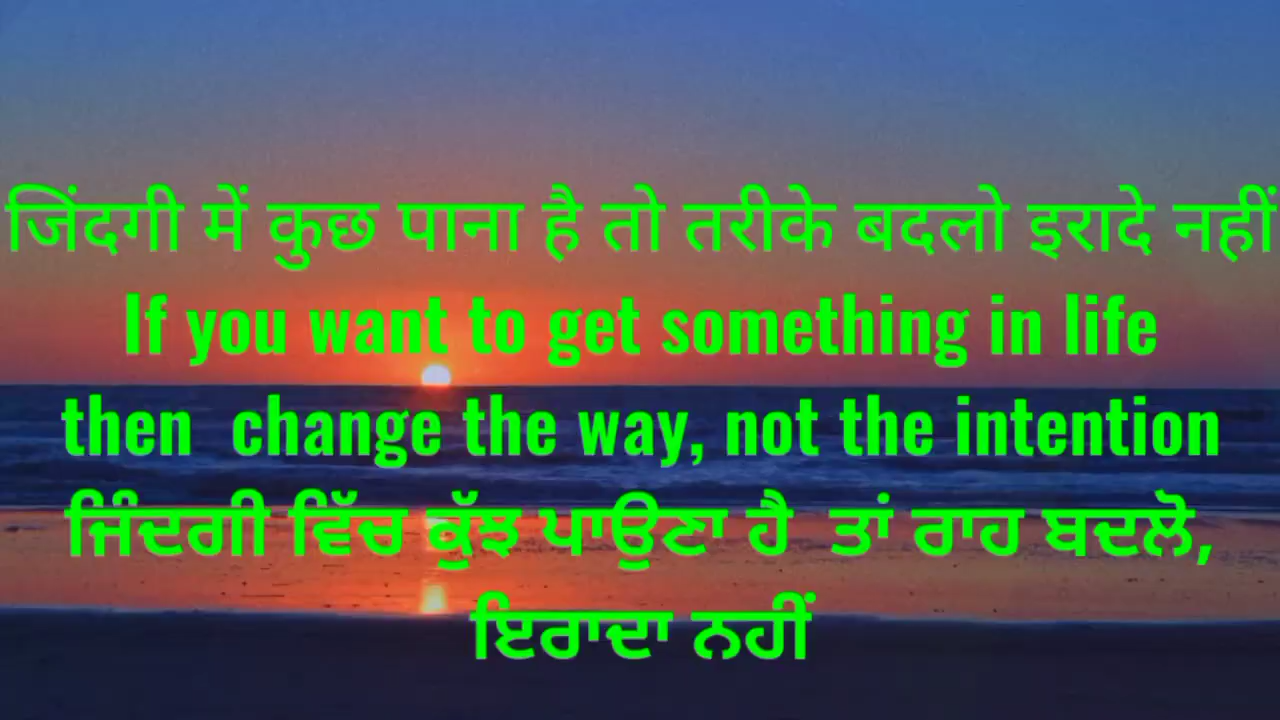 जिंदगी में कुछ पाना है तो तरीके बदलो इरादे नहीं
If you want to get something in life
then  change the way, not the intention
ਜਿੰਦਗੀ ਵਿੱਚ ਕੁੱਝ ਪਾਉਣਾ ਹੈ  ਤਾਂ ਰਾਹ ਬਦਲੋ,
ਇਰਾਦਾ ਨਹੀਂ